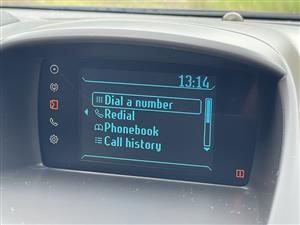 13:14
Dial a number
Redial
Phonebook
Call history